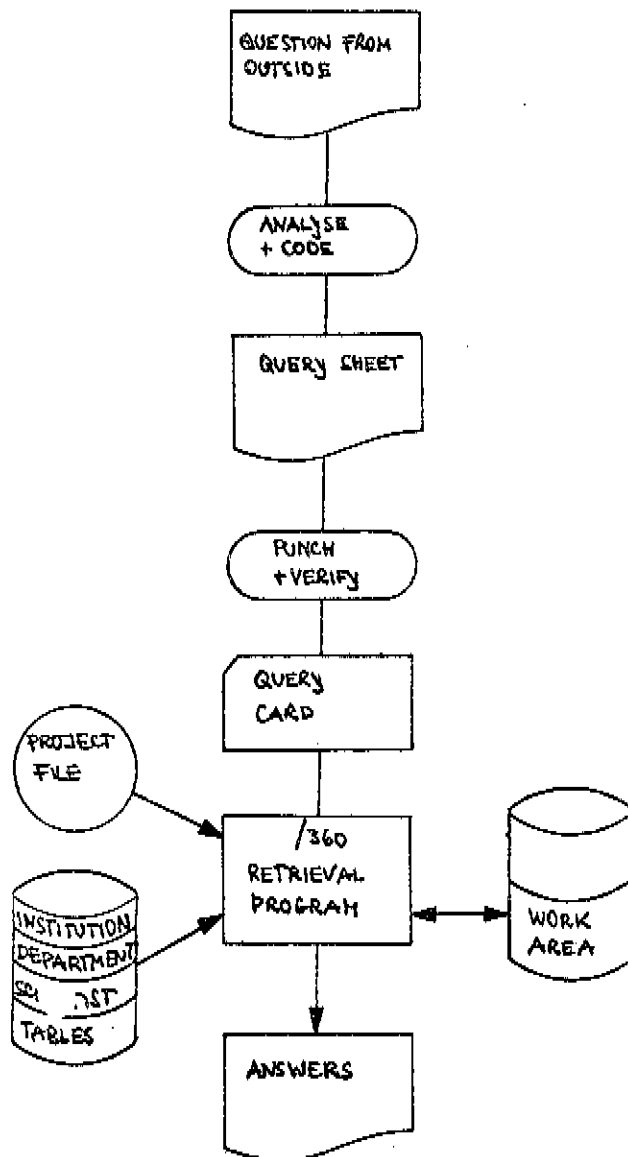 QUESTION FROM
OUTSIDE
ANALYSE
+ CODE
QUERY SHEET
PUNCH
+VERIFY
QUERY
CARD
PROJECT
FILE
/360
RETRIEVAL
PROGRAM
INSTITUTION
DEPARTMENT
TABLES
WORK
AREA
ANSWERS